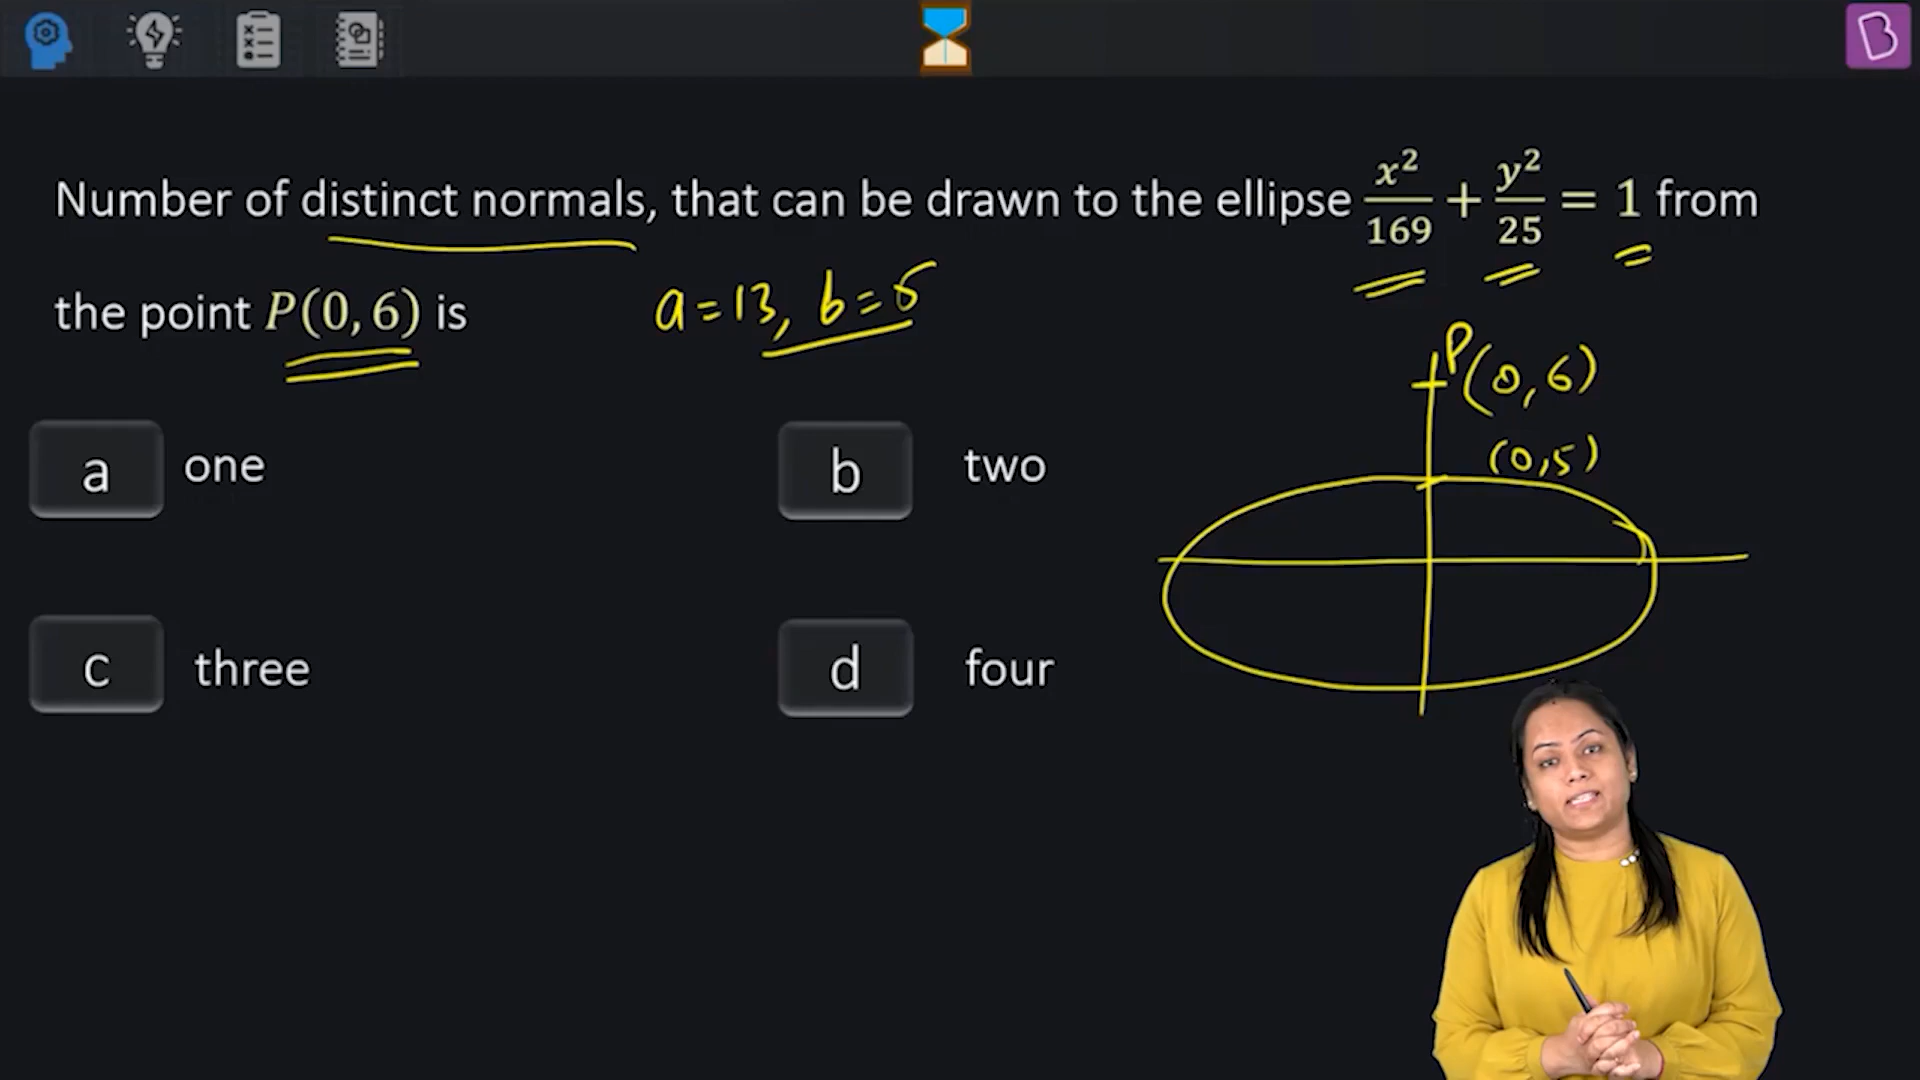 Number of distinct normals, that can be drawn to the ellipse x²/169 + y²/25 = 1 from
the point P(0, 6) is
a = 13, b = 5
P(0, 6)
(0, 5)
a one
b two
c three
d four
B